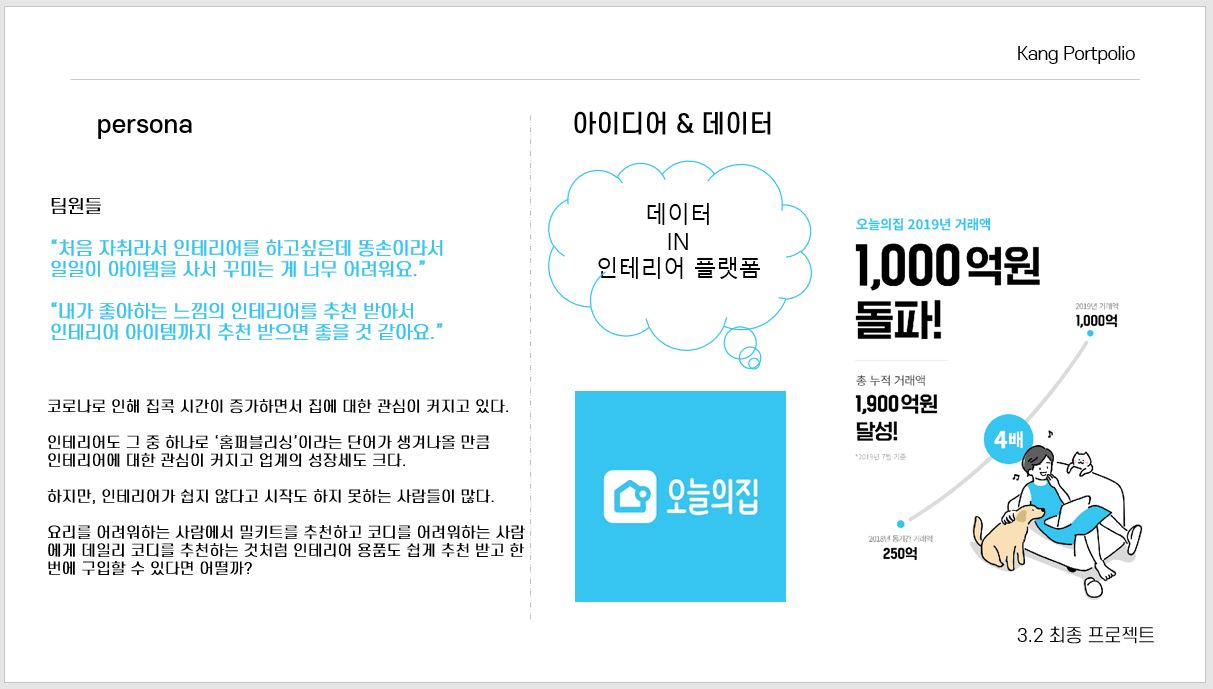 Kang Portpolio
persona
팀원들
“처음 자취라서 인테리어를 하고싶은데 똥손이라서
일일이 아이템을 사서 꾸미는 게 너무 어려워요.”
“내가 좋아하는 느낌의 인테리어를 추천 받아서
인테리어 아이템까지 추천 받으면 좋을 것 같아요.”
코로나로 인해 집콕 시간이 증가하면서 집에 대한 관심이 커지고 있다.
인테리어도 그 중 하나로 ‘홈퍼블리싱’이라는 단어가 생겨나올 만큼
인테리어에 대한 관심이 커지고 업계의 성장세도 크다.
하지만, 인테리어가 쉽지 않다고 시작도 하지 못하는 사람들이 많다.
요리를 어려워하는 사람에서 밀키트를 추천하고 코디를 어려워하는 사람
에게 데일리 코디를 추천하는 것처럼 인테리어 용품도 쉽게 추천 받고 한
번에 구입할 수 있다면 어떨까?
아이디어 & 데이터
데이터
IN
인테리어 플랫폼
오늘의집
오늘의집 2019년 거래액
1,000억원
돌파!
총 누적 거래액
1,900억원
달성!
*2019년 7월 기준
2019년 거래액
1,000억
4배
2018년 동기간 거래액
250억
3.2 최종 프로젝트